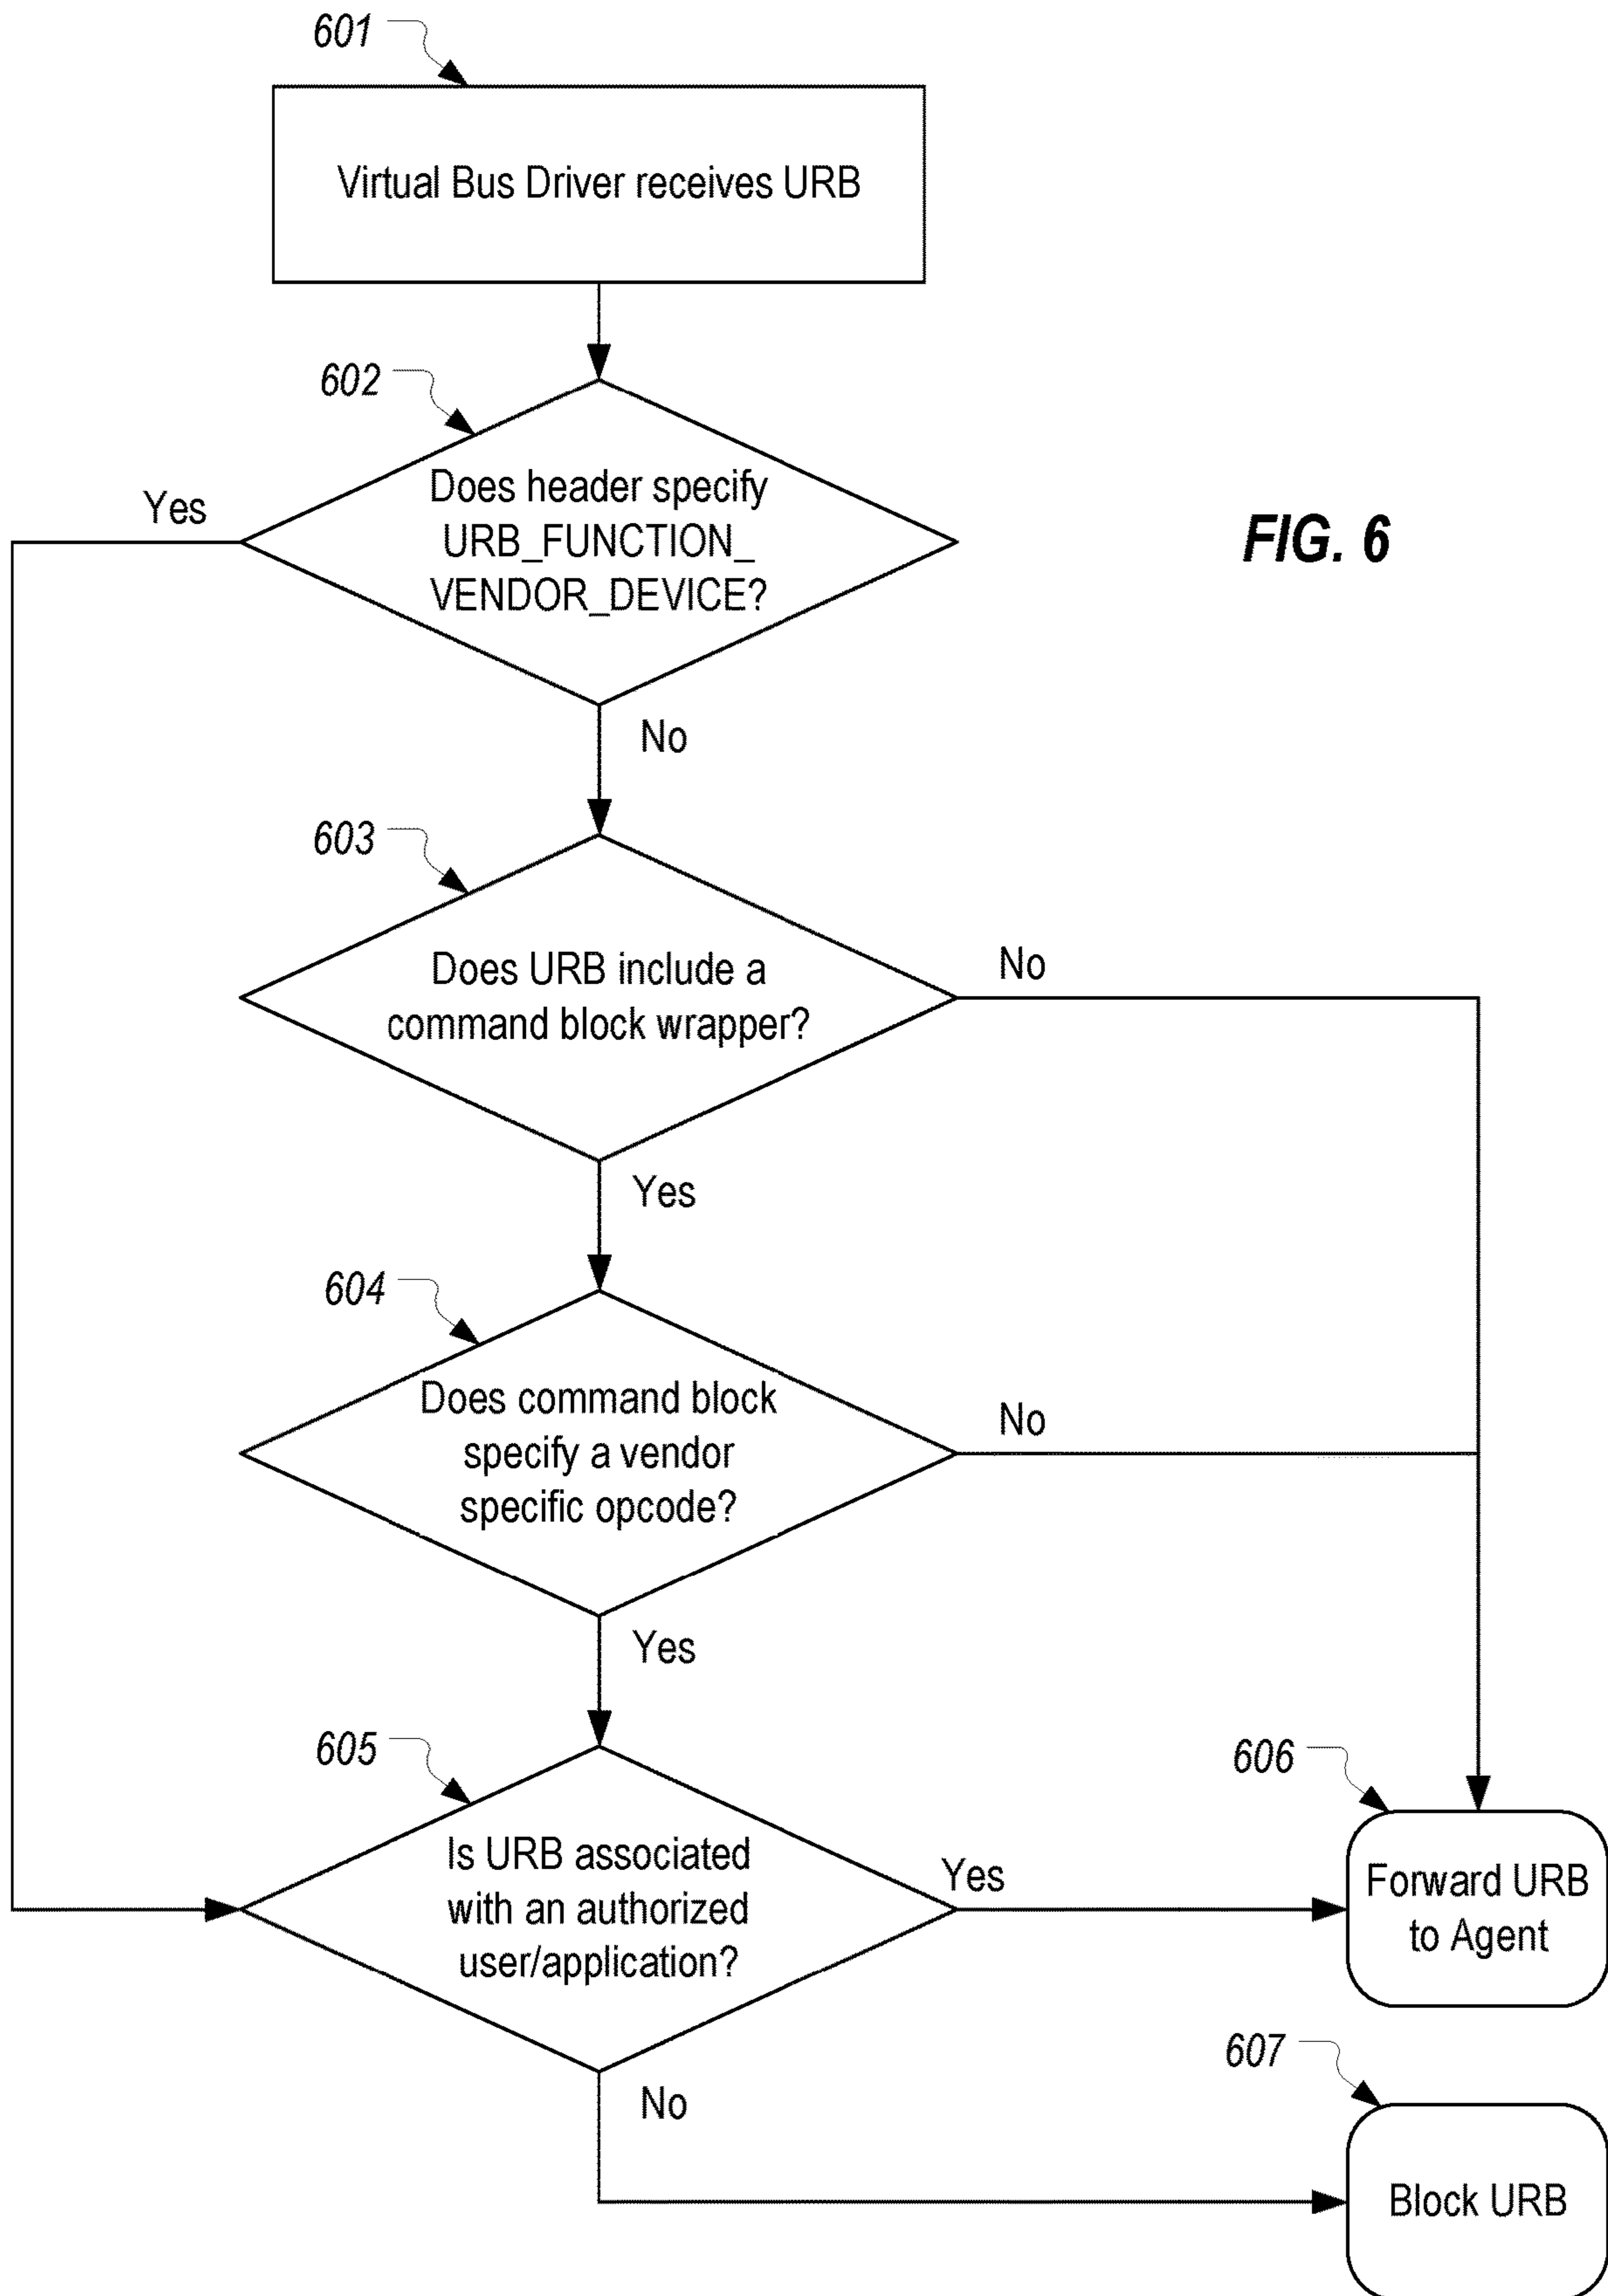 601
Virtual Bus Driver receives URB
602
Does header specify
URB_FUNCTION_
VENDOR_DEVICE?
Yes
FIG. 6
No
603
Does URB include a
command block wrapper?
No
Yes
604
Does command block
specify a vendor
specific opcode?
No
Yes
605
Is URB associated
with an authorized
user/application?
Yes
606
Forward URB
to Agent
No
607
Block URB